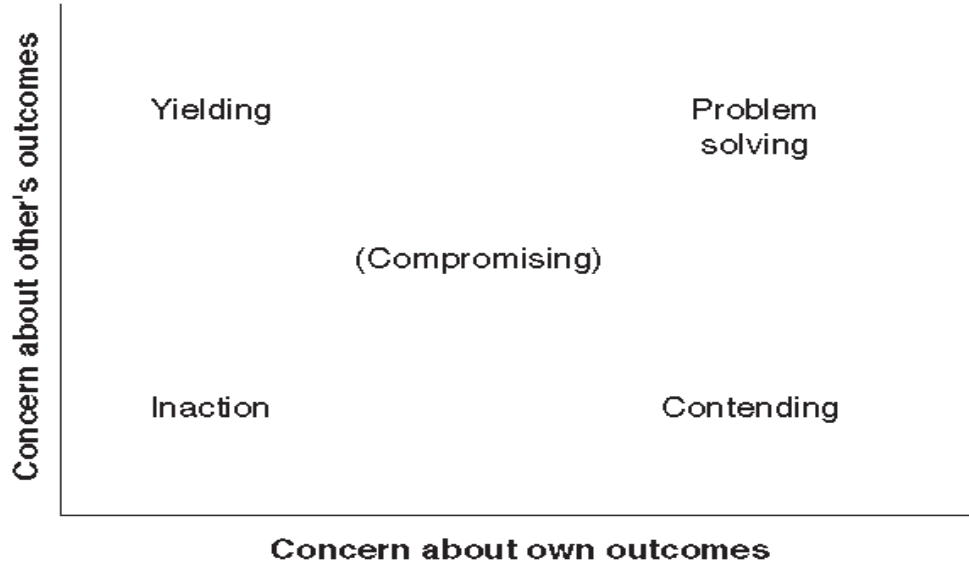 Concern about other's outcomes
Yielding
Problem
solving
(Compromising)
Inaction
Contending
Concern about own outcomes